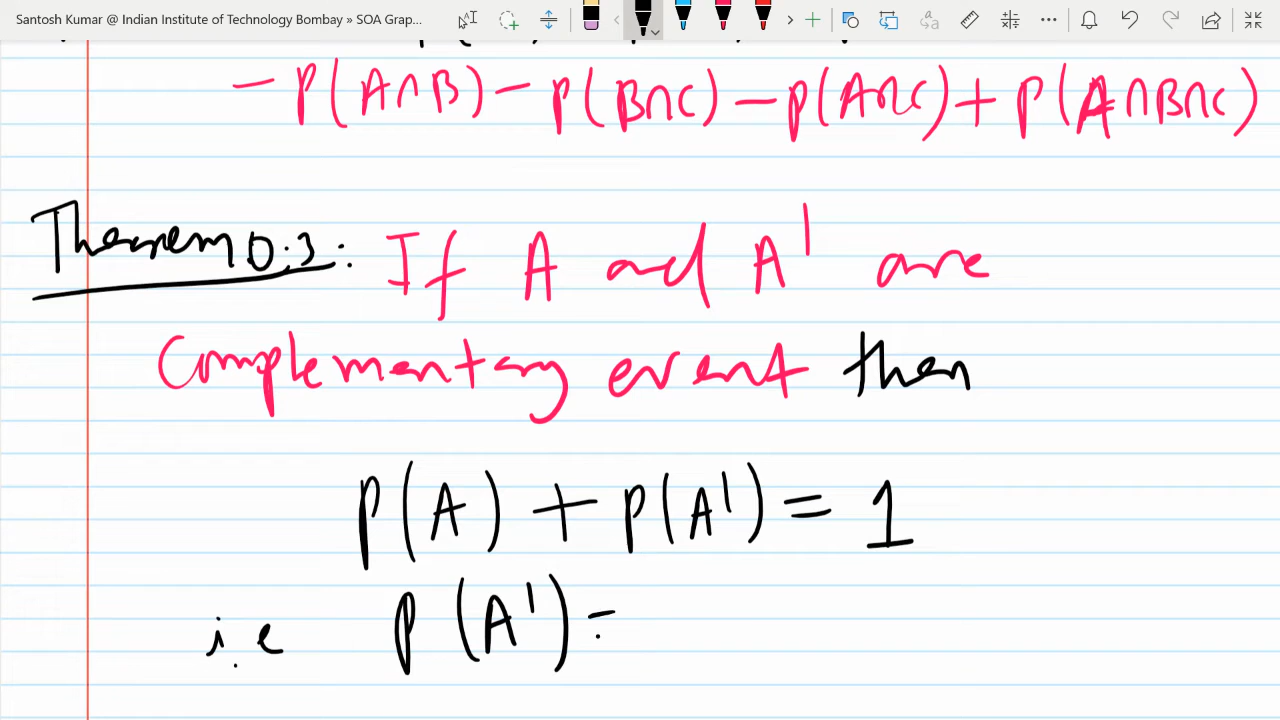 Santosh Kumar @ Indian Institute of Technology Bombay » SOA Grap...
- P(A∩B) - P(B∩C) - P(A∩C) + P(A∩B∩C)
Theorem 0.3: If A and A' are
Complementary event then
P(A) + P(A') = 1
i.e P(A') =